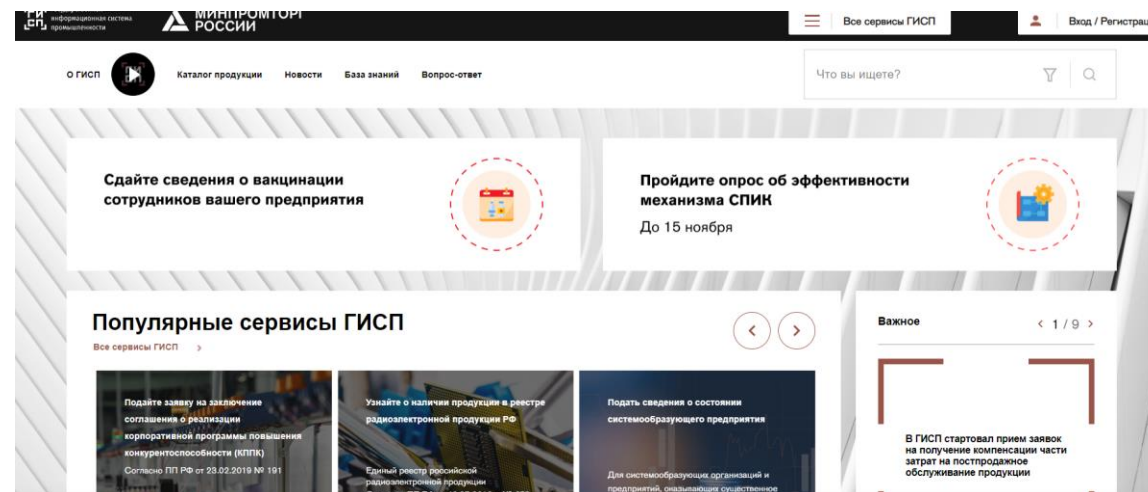 информационная система
промышленности
МИНПРОМТОРГ
РОССИИ
Все сервисы ГИСП
Вход / Регистрац
О ГИСП
Каталог продукции
Новости
База знаний
Вопрос-ответ
Что вы ищете?
Сдайте сведения о вакцинации
сотрудников вашего предприятия
Пройдите опрос об эффективности
механизма СПИК
До 15 ноября
Популярные сервисы ГИСП
Все сервисы ГИСП >
Важное
< 1 / 9 >
Подайте заявку на заключение
соглашения о реализации
корпоративной программы повышения
конкурентоспособности (КППК)
Согласно ПП РФ от 23.02.2019 № 191
Узнайте о наличии продукции в реестре
радиоэлектронной продукции РФ
Единый реестр российской
радиоэлектронной продукции
Подать сведения о состоянии
системообразующего предприятия
Для системообразующих организаций и
предприятий, оказывающих существенное
В ГИСП стартовал прием заявок
на получение компенсации части
затрат на постпродажное
обслуживание продукции